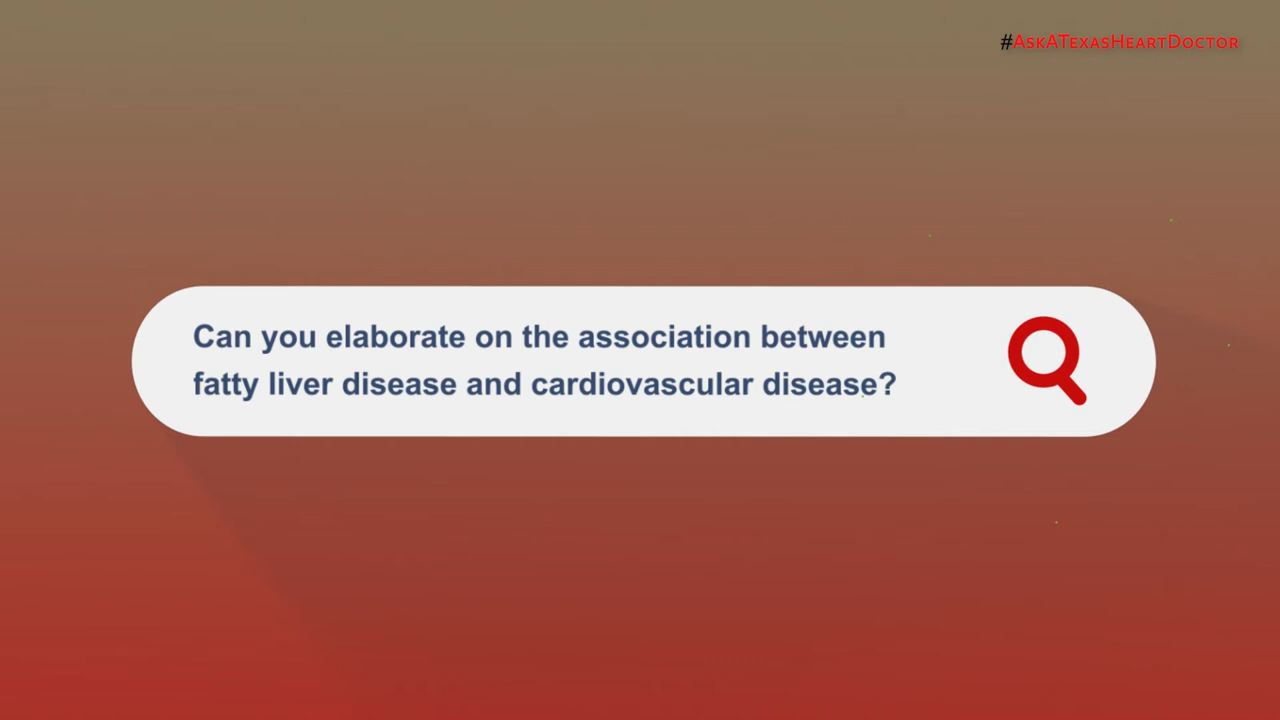 #AskATexasHeartDoctor
Can you elaborate on the association between
fatty liver disease and cardiovascular disease?